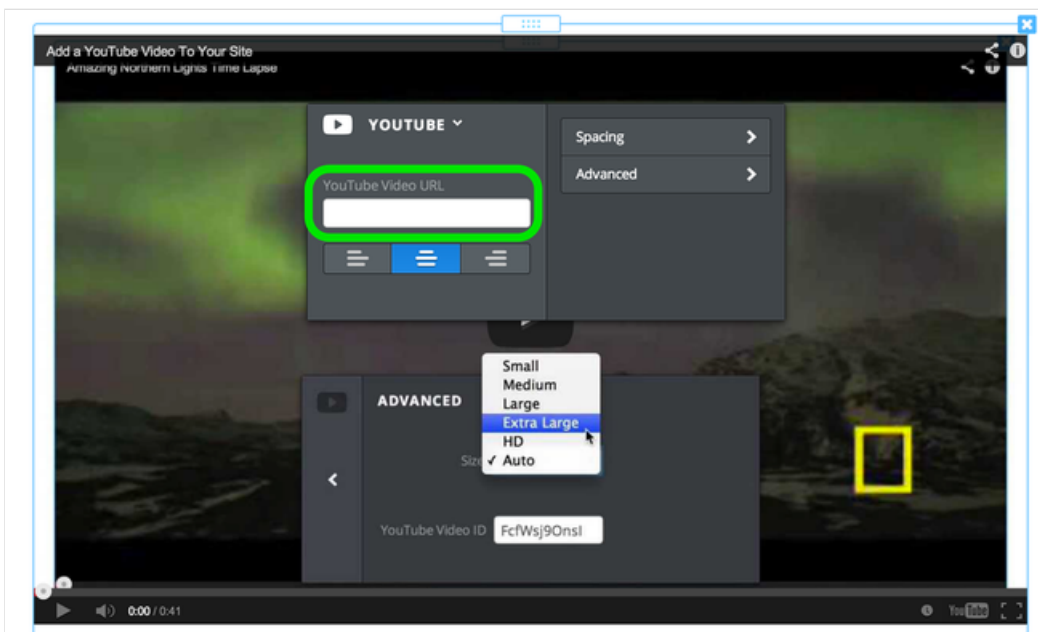 Add a YouTube Video To Your Site
Amazing Northern Lights Time Lapse
YOUTUBE
Spacing
Advanced
YouTube Video URL
Small
Medium
ADVANCED
Large
Extra Large
HD
Size ✓ Auto
YouTube Video ID FcfWsj9OnsI
0:00 / 0:41
YouTube